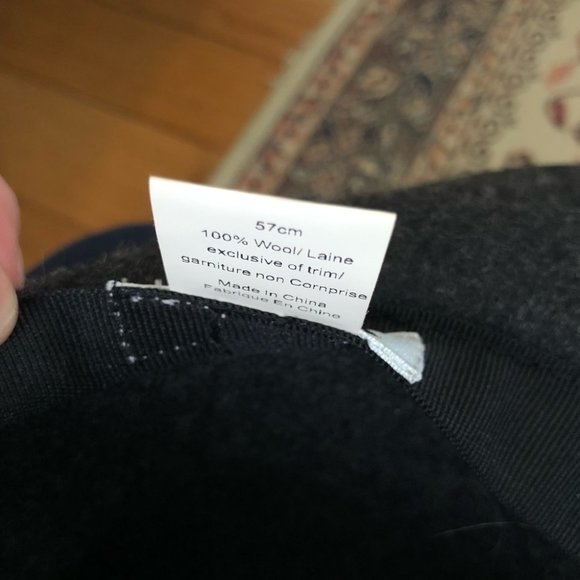 57cm
100% Wool/ Laine
exclusive of trim/
garniture non Cornprise
Made In China
Fabrique En Chine